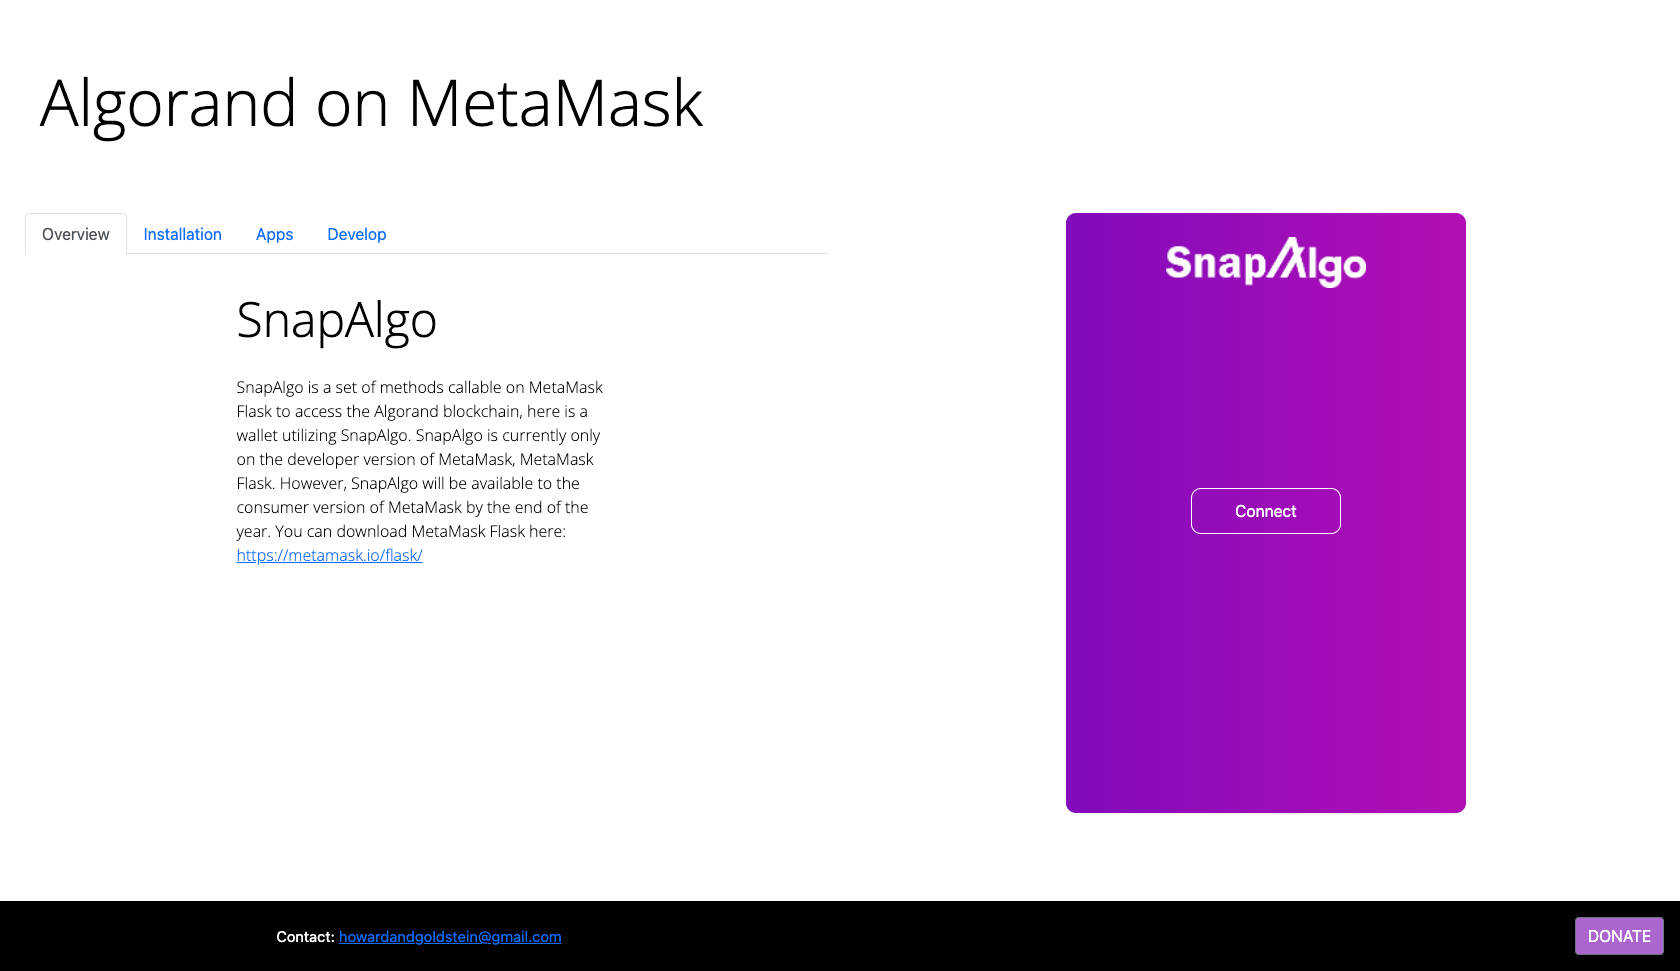 Algorand on MetaMask
Overview
Installation
Apps
Develop
SnapAlgo
SnapAlgo is a set of methods callable on MetaMask
Flask to access the Algorand blockchain, here is a
wallet utilizing SnapAlgo. SnapAlgo is currently only
on the developer version of MetaMask, MetaMask
Flask. However, SnapAlgo will be available to the
consumer version of MetaMask by the end of the
year. You can download MetaMask Flask here:
https://metamask.io/flask/
SnapAlgo
Connect
Contact: howardandgoldstein@gmail.com
DONATE